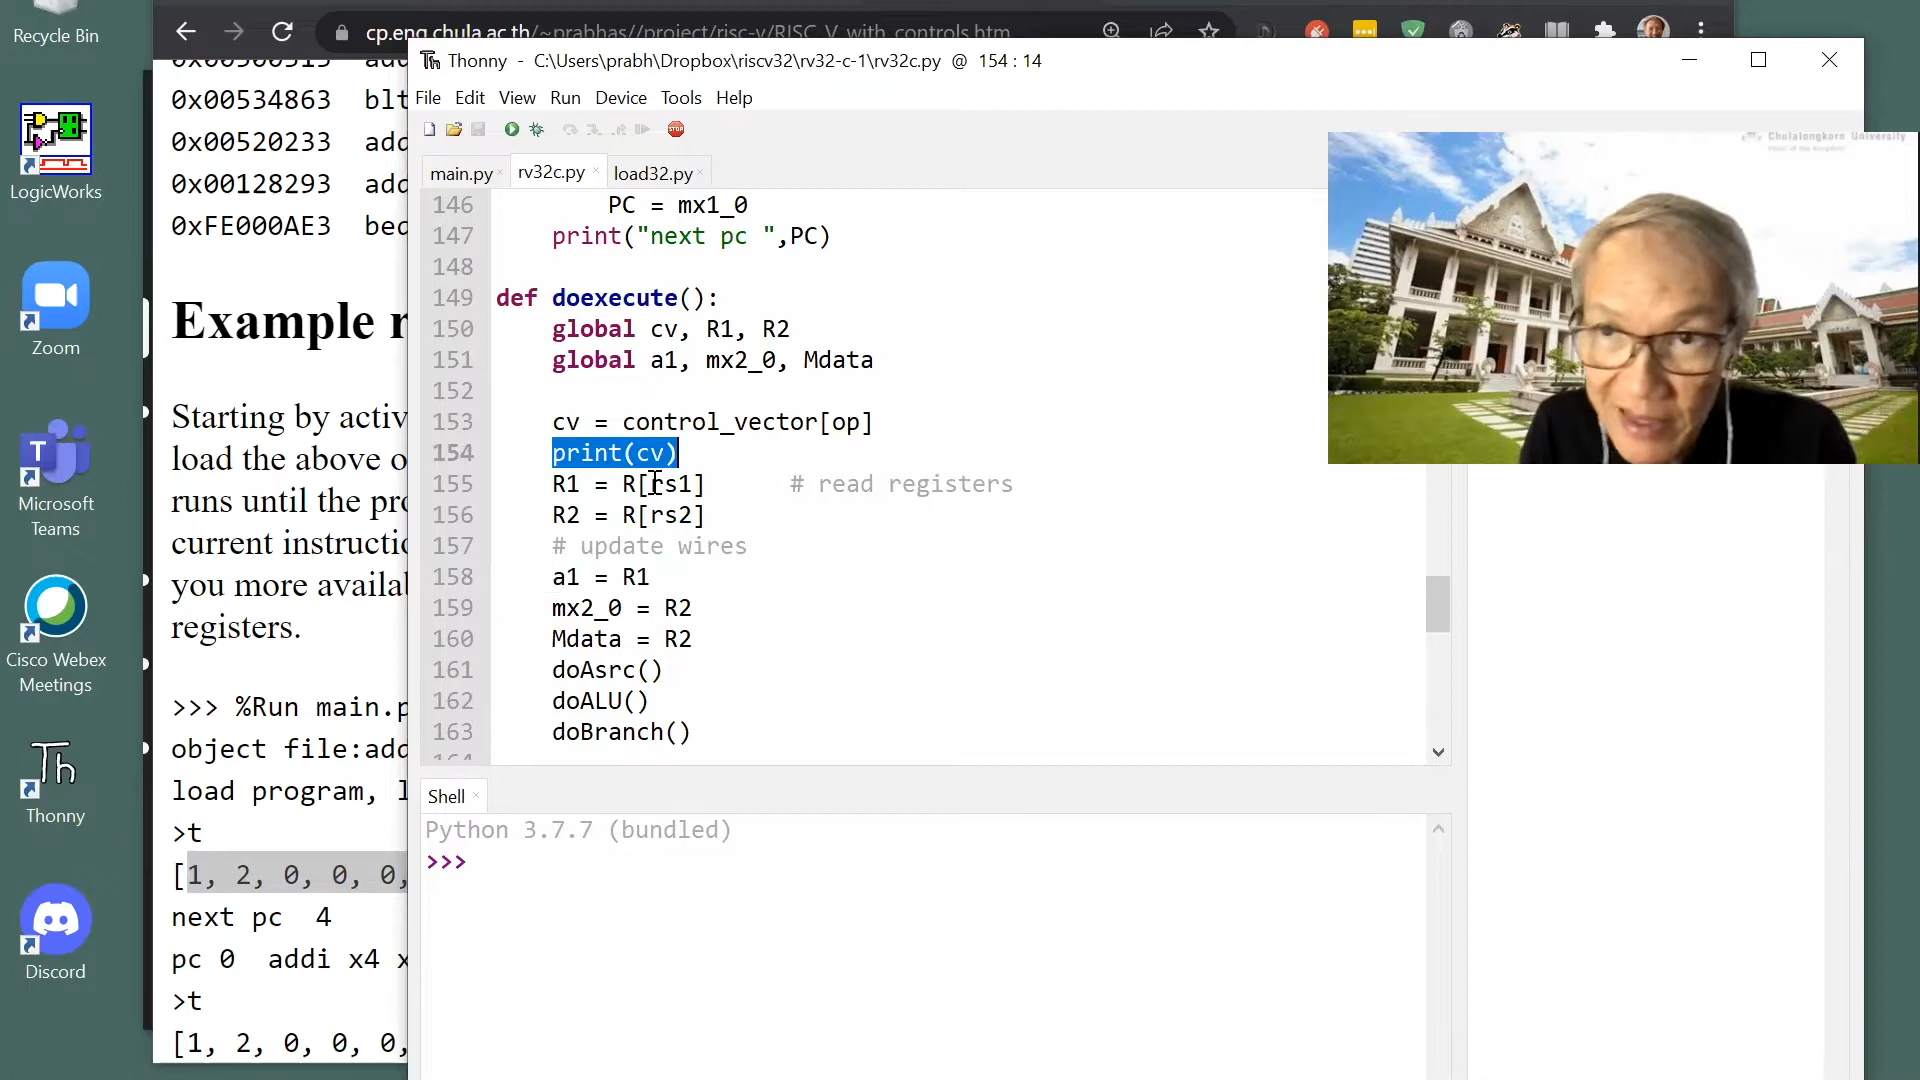 Recycle Bin
LogicWorks
Zoom
Microsoft
Teams
Cisco Webex
Meetings
Thonny
Discord
cp.eng.chula.ac.th/~prabhas//project/risc-v/RISC_V_with_controls.htm
0x00534863 blt
0x00520233 add
0x00128293 add
0xFE000AE3 beq
Example r
Starting by activ
load the above o
runs until the pro
current instructio
you more availab
registers.
>>> %Run main.p
object file:add
load program, l
>t
[1, 2, 0, 0, 0,
next pc  4
pc 0  addi x4 x
>t
[1, 2, 0, 0, 0,
Thonny - C:\Users\prabh\Dropbox\riscv32\rv32-c-1\rv32c.py @ 154 : 14
File Edit View Run Device Tools Help
STOP
main.py rv32c.py load32.py
146         PC = mx1_0
147     print("next pc ",PC)
148
149 def doexecute():
150     global cv, R1, R2
151     global a1, mx2_0, Mdata
152
153     cv = control_vector[op]
154     print(cv)
155     R1 = R[rs1]      # read registers
156     R2 = R[rs2]
157     # update wires
158     a1 = R1
159     mx2_0 = R2
160     Mdata = R2
161     doAsrc()
162     doALU()
163     doBranch()
Shell
Python 3.7.7 (bundled)
>>>
Chulalongkorn University